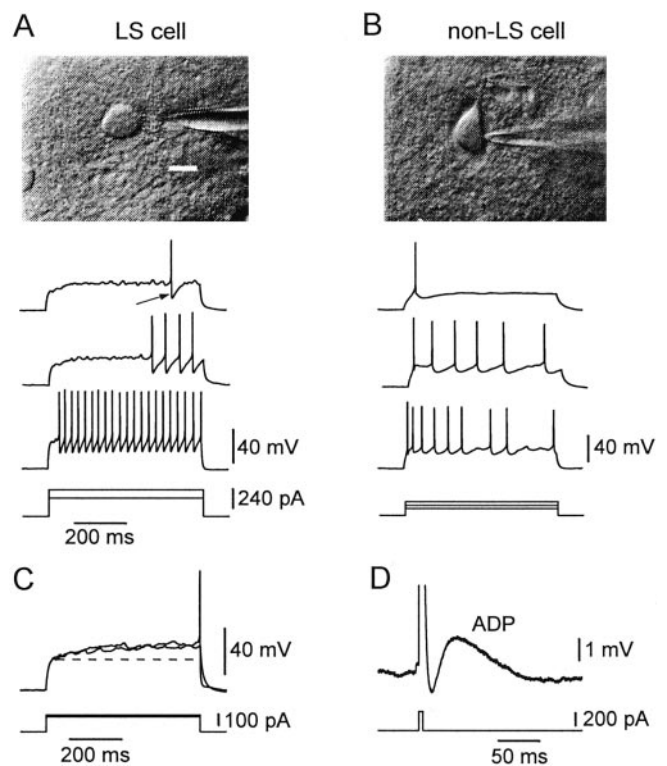 A LS cell
B non-LS cell
40 mV
240 pA
200 ms
40 mV
C
40 mV
100 pA
200 ms
D
ADP
1 mV
200 pA
50 ms